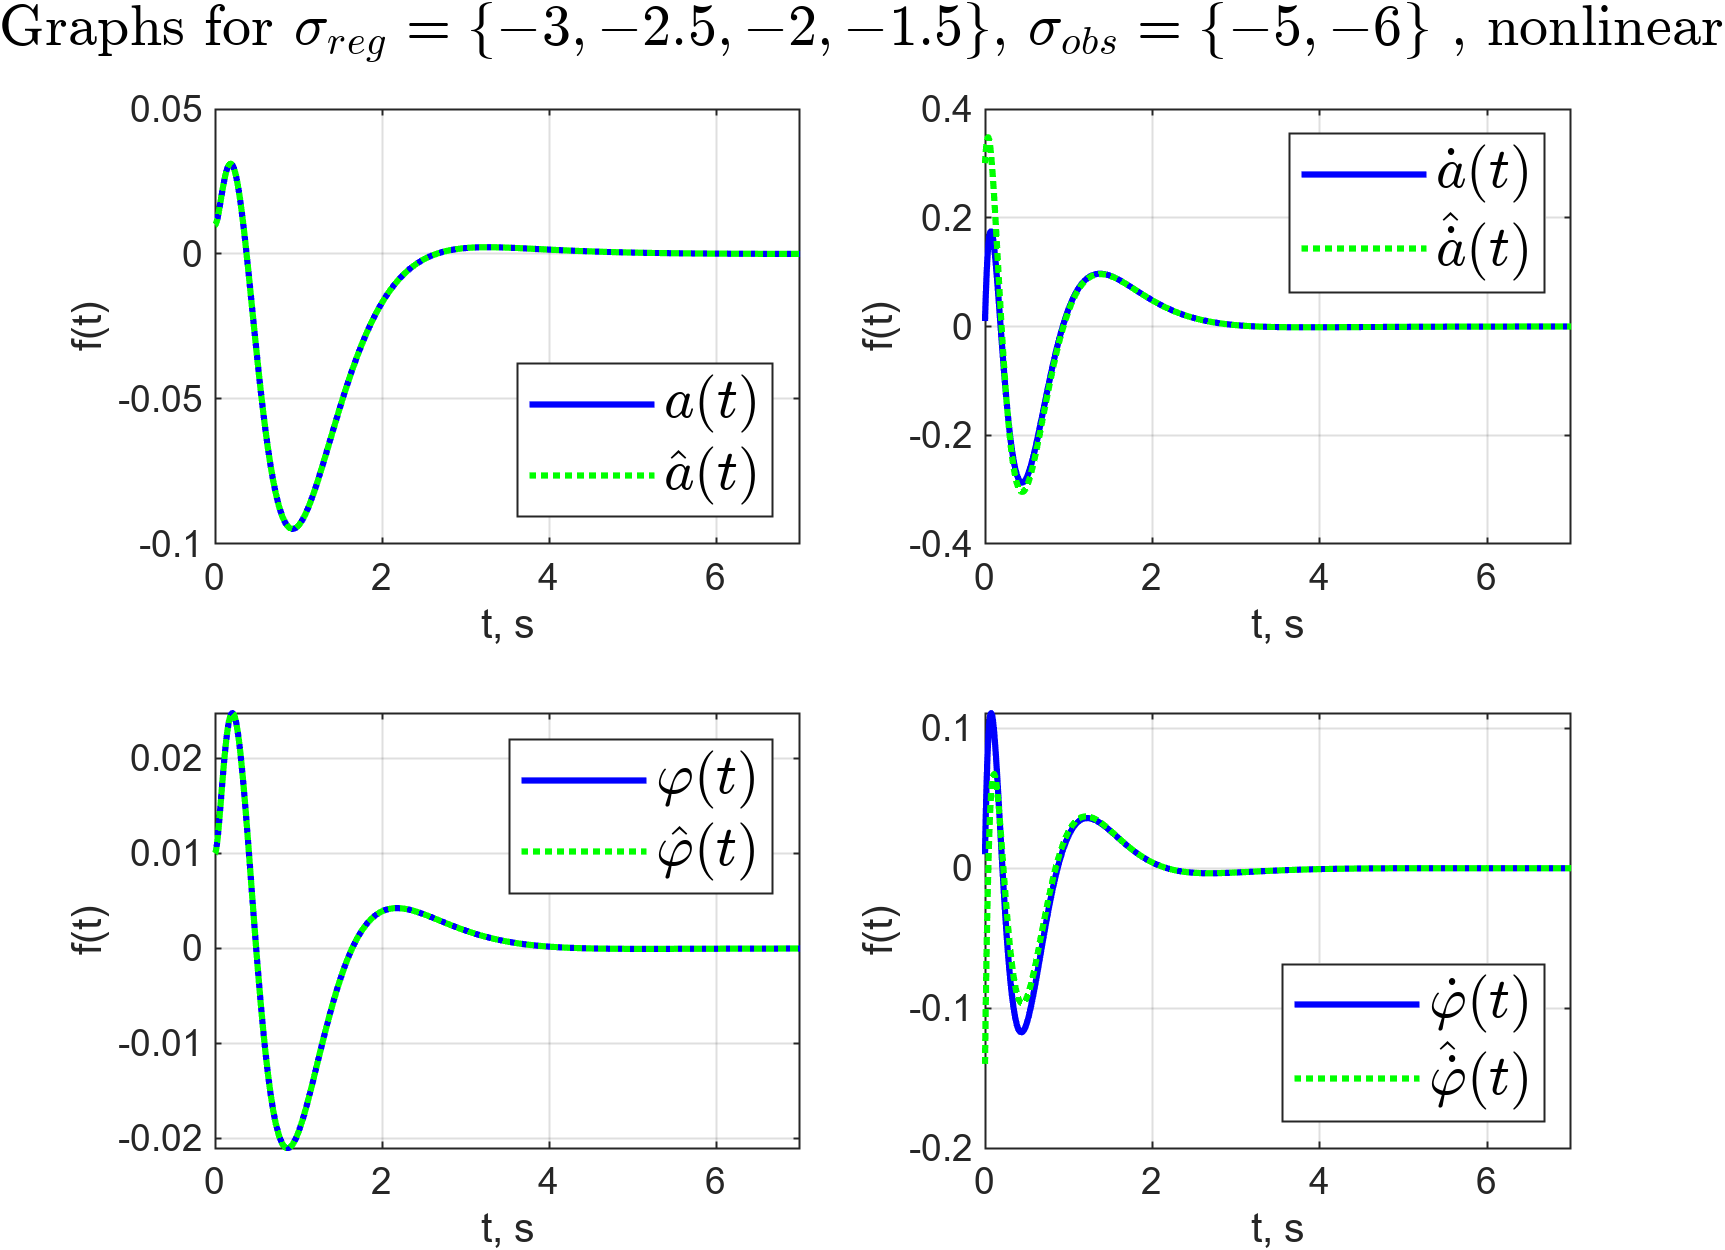 Graphs for σ_reg = {−3, −2.5, −2, −1.5}, σ_obs = {−5, −6} , nonlinear
0.05
0
-0.05
-0.1
f(t)
a(t)
â(t)
0 2 4 6
t, s
0.4
0.2
0
-0.2
-0.4
f(t)
ȧ(t)
ȧ̂(t)
0 2 4 6
t, s
0.02
0.01
0
-0.01
-0.02
f(t)
φ(t)
φ̂(t)
0 2 4 6
t, s
0.1
0
-0.1
-0.2
f(t)
φ̇(t)
φ̇̂(t)
0 2 4 6
t, s